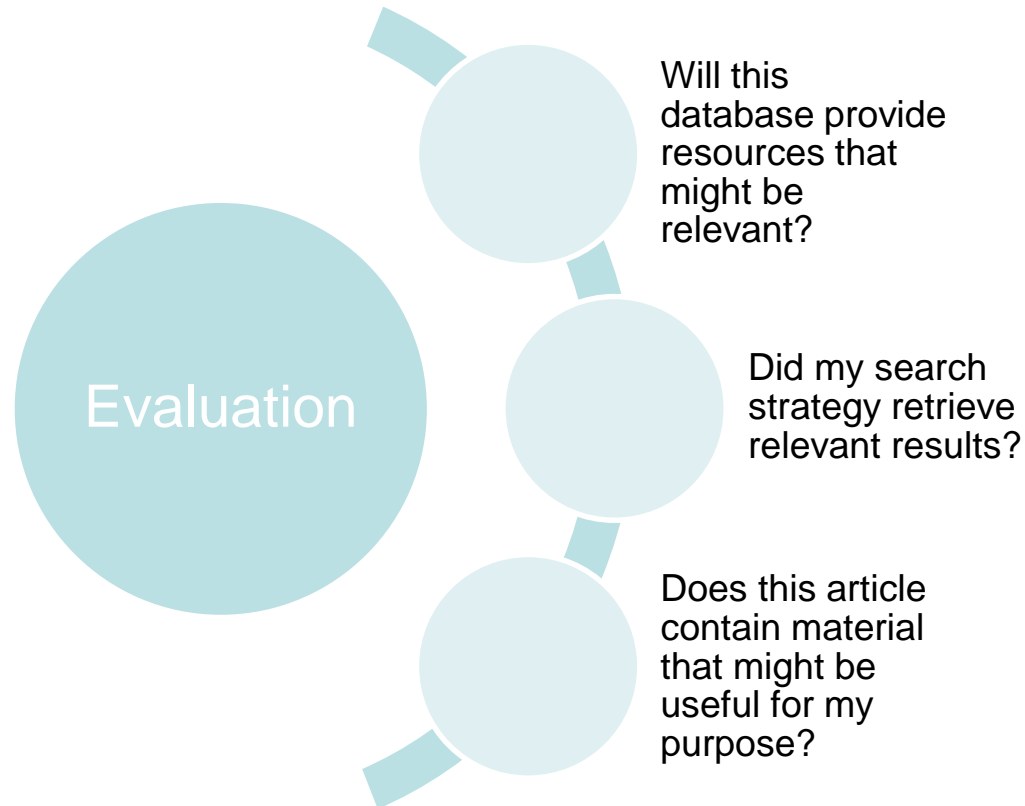 Evaluation
Will this
database provide
resources that
might be
relevant?
Did my search
strategy retrieve
relevant results?
Does this article
contain material
that might be
useful for my
purpose?